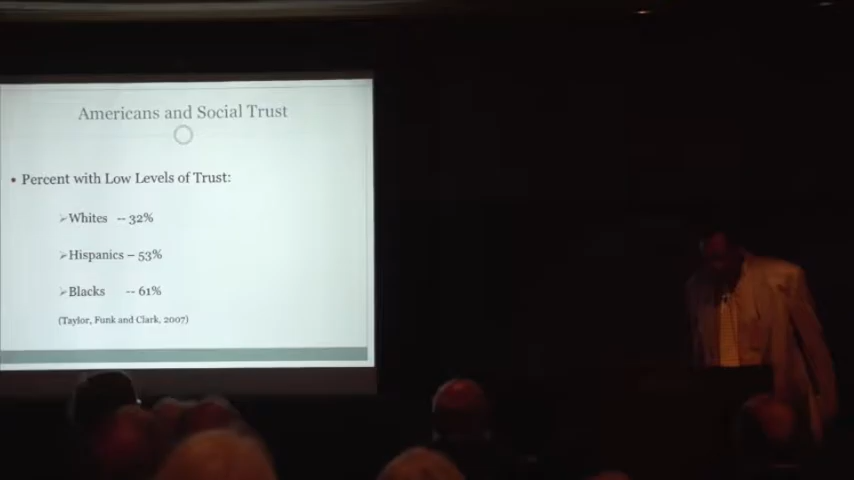 Americans and Social Trust
• Percent with Low Levels of Trust:
➢Whites -- 32%
➢Hispanics – 53%
➢Blacks -- 61%
(Taylor, Funk and Clark, 2007)